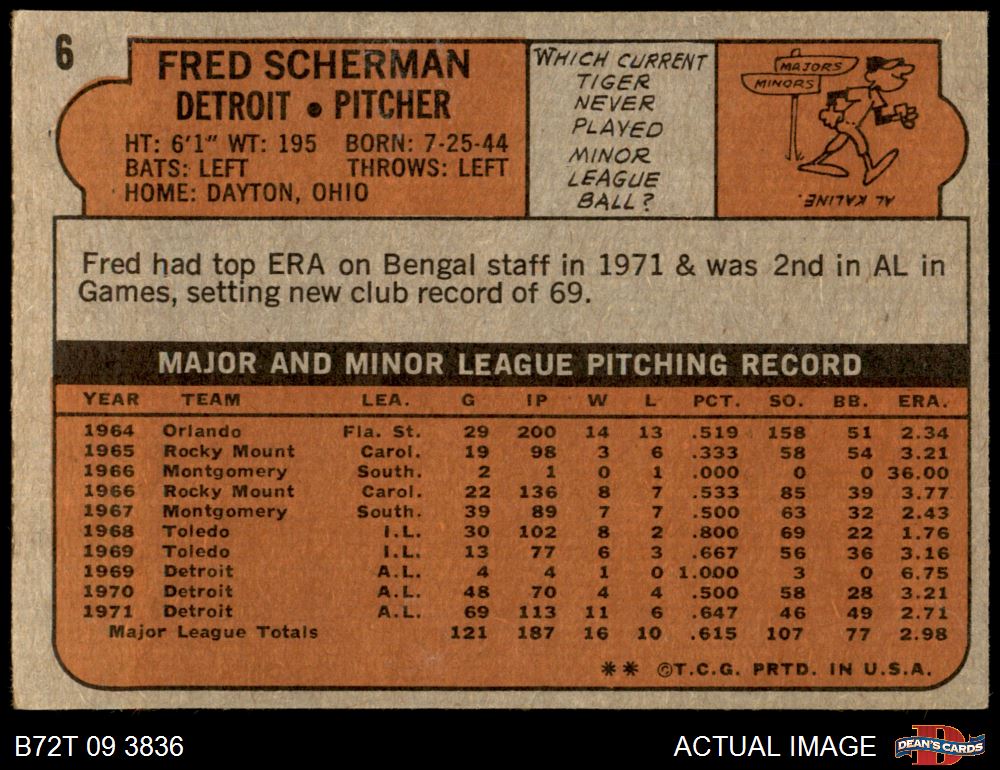 6
FRED SCHERMAN
DETROIT • PITCHER
HT: 6'1" WT: 195 BORN: 7-25-44
BATS: LEFT THROWS: LEFT
HOME: DAYTON, OHIO
WHICH CURRENT
TIGER
NEVER
PLAYED
MINOR
LEAGUE
BALL?
MAJORS
MINORS
AL KALINE.
Fred had top ERA on Bengal staff in 1971 & was 2nd in AL in
Games, setting new club record of 69.
MAJOR AND MINOR LEAGUE PITCHING RECORD
YEAR TEAM LEA. G IP W L PCT. SO. BB. ERA.
1964 Orlando Fla. St. 29 200 14 13 .519 158 51 2.34
1965 Rocky Mount Carol. 19 98 3 6 .333 58 54 3.21
1966 Montgomery South. 2 1 0 1 .000 0 0 36.00
1966 Rocky Mount Carol. 22 136 8 7 .533 85 39 3.77
1967 Montgomery South. 39 89 7 7 .500 63 32 2.43
1968 Toledo I.L. 30 102 8 2 .800 69 22 1.76
1969 Toledo I.L. 13 77 6 3 .667 56 36 3.16
1969 Detroit A.L. 4 4 1 0 1.000 3 0 6.75
1970 Detroit A.L. 48 70 4 4 .500 58 28 3.21
1971 Detroit A.L. 69 113 11 6 .647 46 49 2.71
Major League Totals 121 187 16 10 .615 107 77 2.98
** ©T.C.G. PRTD. IN U.S.A.
B72T 09 3836
ACTUAL IMAGE
D
DEAN'S CARDS